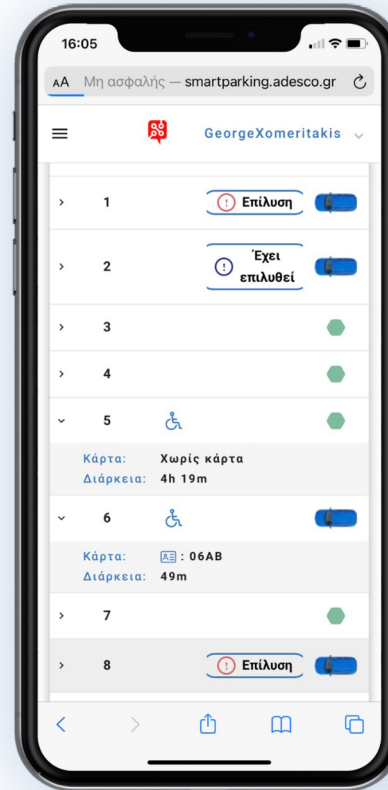 16:05
AA Μη ασφαλής — smartparking.adesco.gr
GeorgeXomeritakis
1 Επίλυση
2 Έχει
επιλυθεί
3
4
5
Κάρτα: Χωρίς κάρτα
Διάρκεια: 4h 19m
6
Κάρτα: : 06AB
Διάρκεια: 49m
7
8 Επίλυση